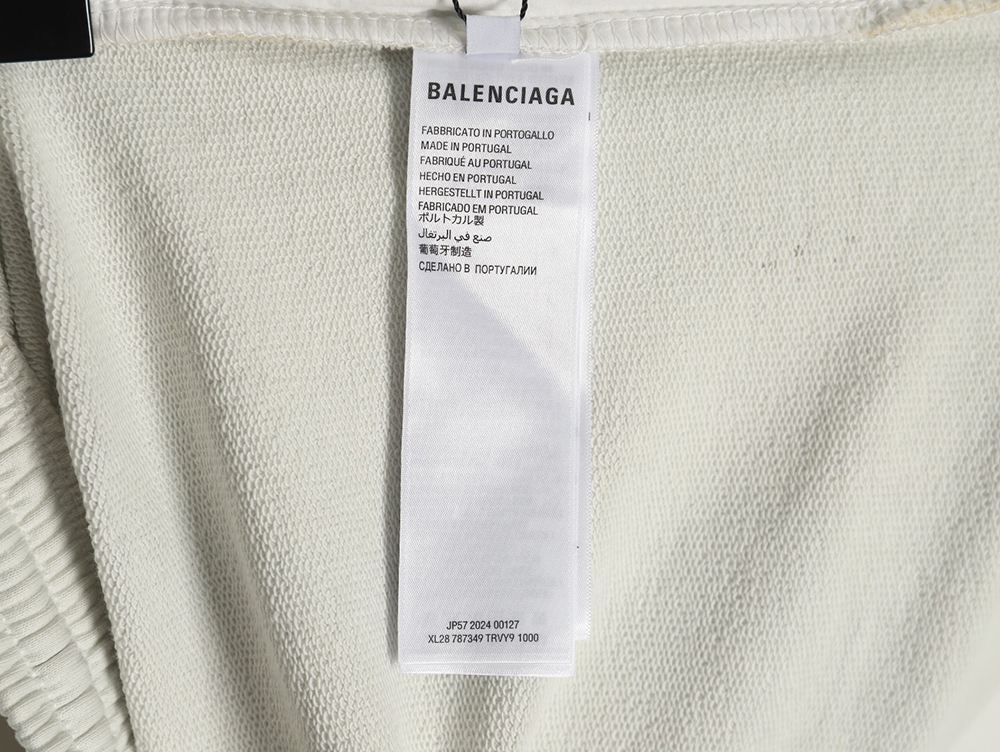 BALENCIAGA
FABBRICATO IN PORTOGALLO
MADE IN PORTUGAL
FABRIQUÉ AU PORTUGAL
HECHO EN PORTUGAL
HERGESTELLT IN PORTUGAL
FABRICADO EM PORTUGAL
ポルトカル製
صنع في البرتغال
葡萄牙制造
СДЕЛАНО В ПОРТУГАЛИИ
JP57 2024 00127
XL28 787349 TRVY9 1000